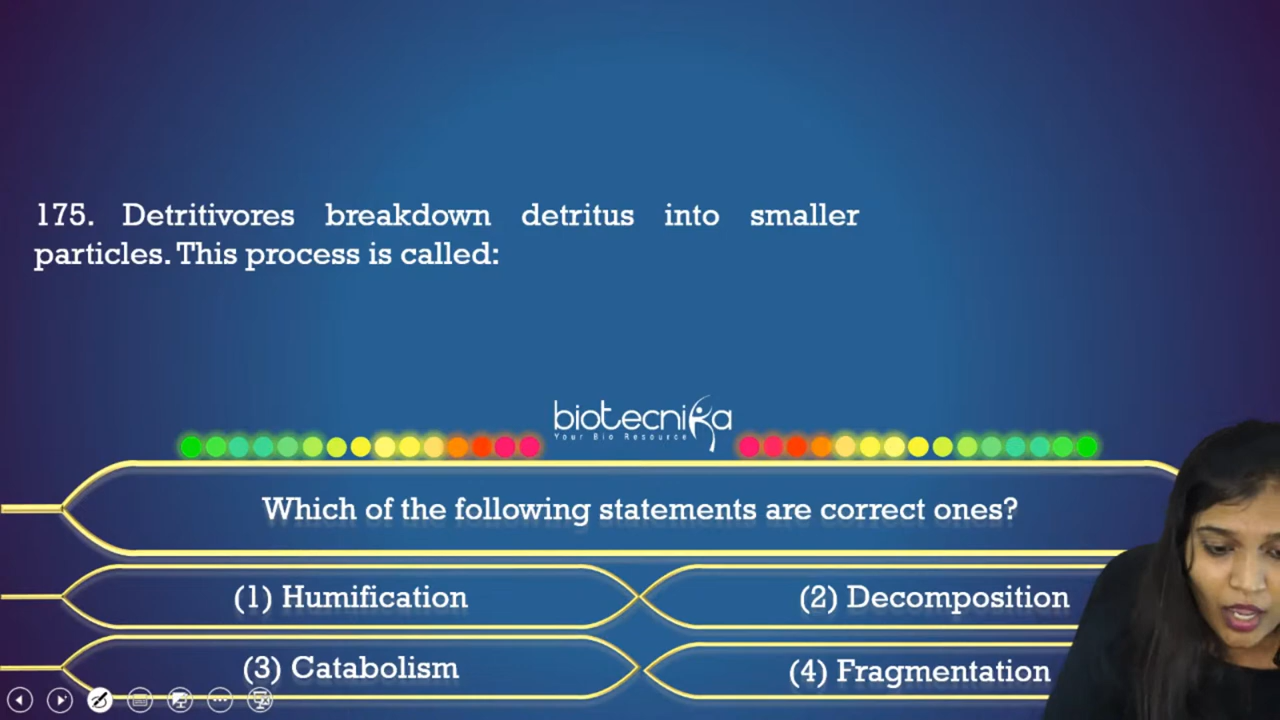 175. Detritivores breakdown detritus into smaller
particles. This process is called:
biotecnika
Your Bio Resource
Which of the following statements are correct ones?
(1) Humification
(2) Decomposition
(3) Catabolism
(4) Fragmentation